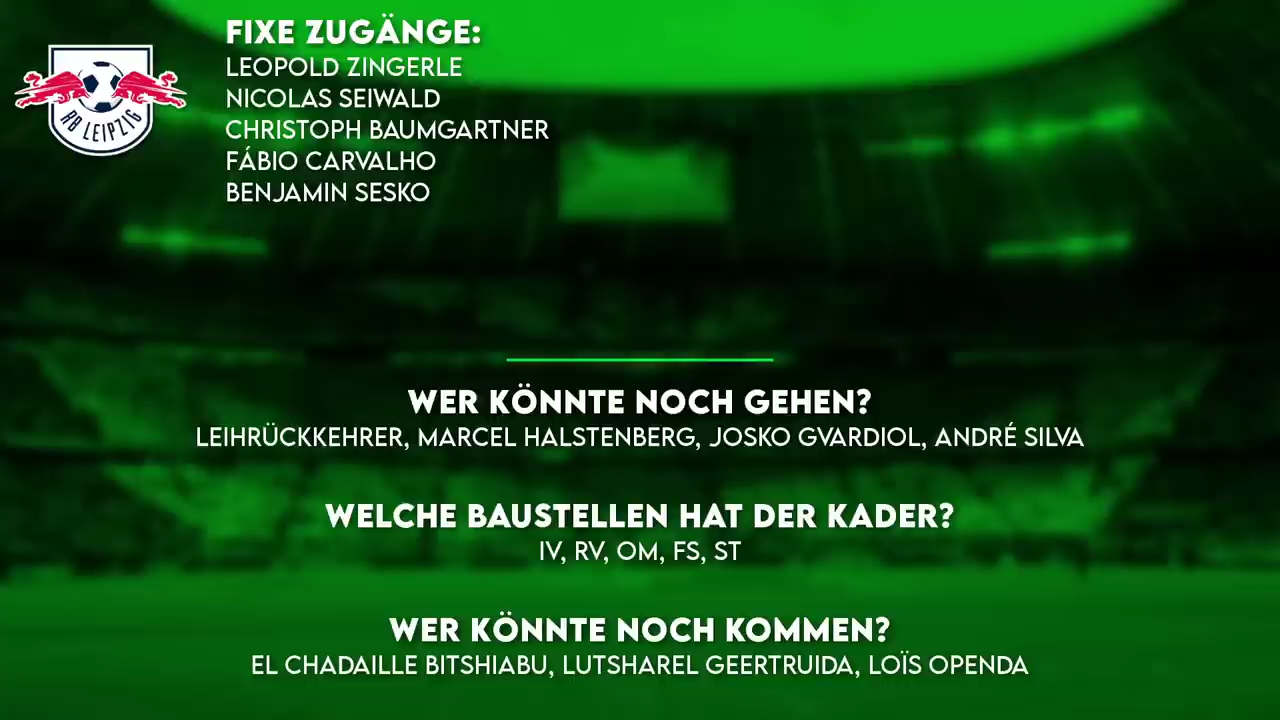 FIXE ZUGÄNGE:
LEOPOLD ZINGERLE
NICOLAS SEIWALD
CHRISTOPH BAUMGARTNER
FÁBIO CARVALHO
BENJAMIN SESKO
RB LEIPZIG
WER KÖNNTE NOCH GEHEN?
LEIHRÜCKKEHRER, MARCEL HALSTENBERG, JOSKO GVARDIOL, ANDRÉ SILVA
WELCHE BAUSTELLEN HAT DER KADER?
IV, RV, OM, FS, ST
WER KÖNNTE NOCH KOMMEN?
EL CHADAILLE BITSHIABU, LUTSHAREL GEERTRUIDA, LOÏS OPENDA